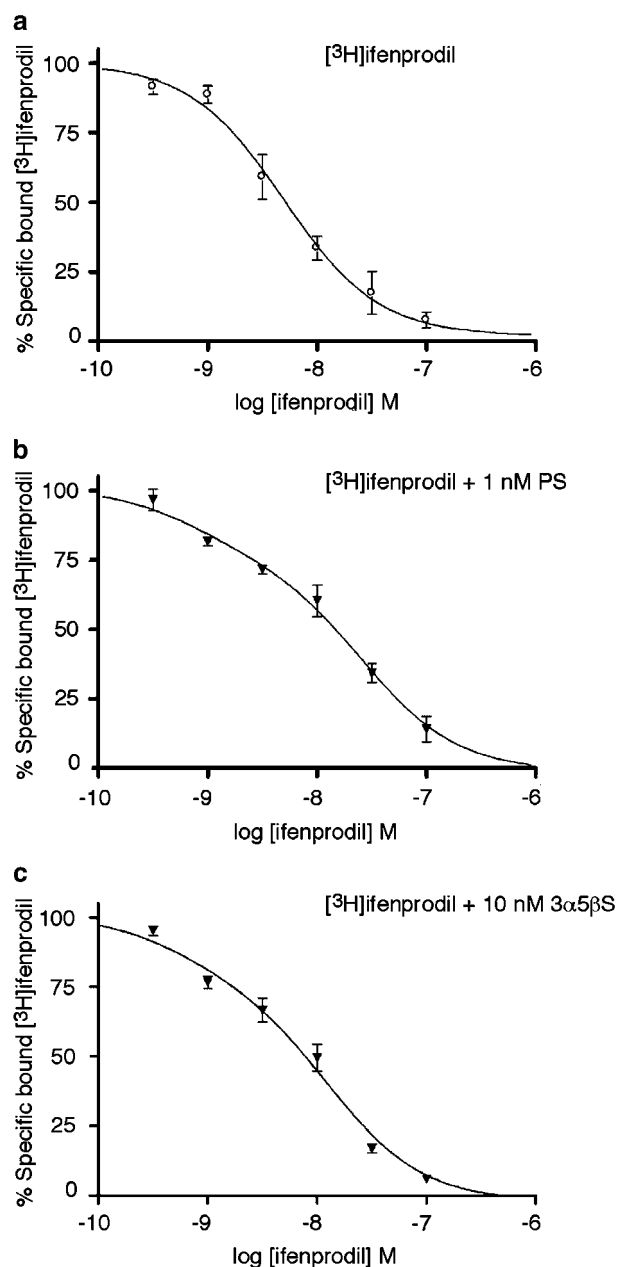 a
[³H]ifenprodil
% Specific bound [³H]ifenprodil
100
75
50
25
0
-10 -9 -8 -7 -6
log [ifenprodil] M
b
[³H]ifenprodil + 1 nM PS
% Specific bound [³H]ifenprodil
100
75
50
25
0
-10 -9 -8 -7 -6
log [ifenprodil] M
c
[³H]ifenprodil + 10 nM 3α5βS
% Specific bound [³H]ifenprodil
100
75
50
25
0
-10 -9 -8 -7 -6
log [ifenprodil] M